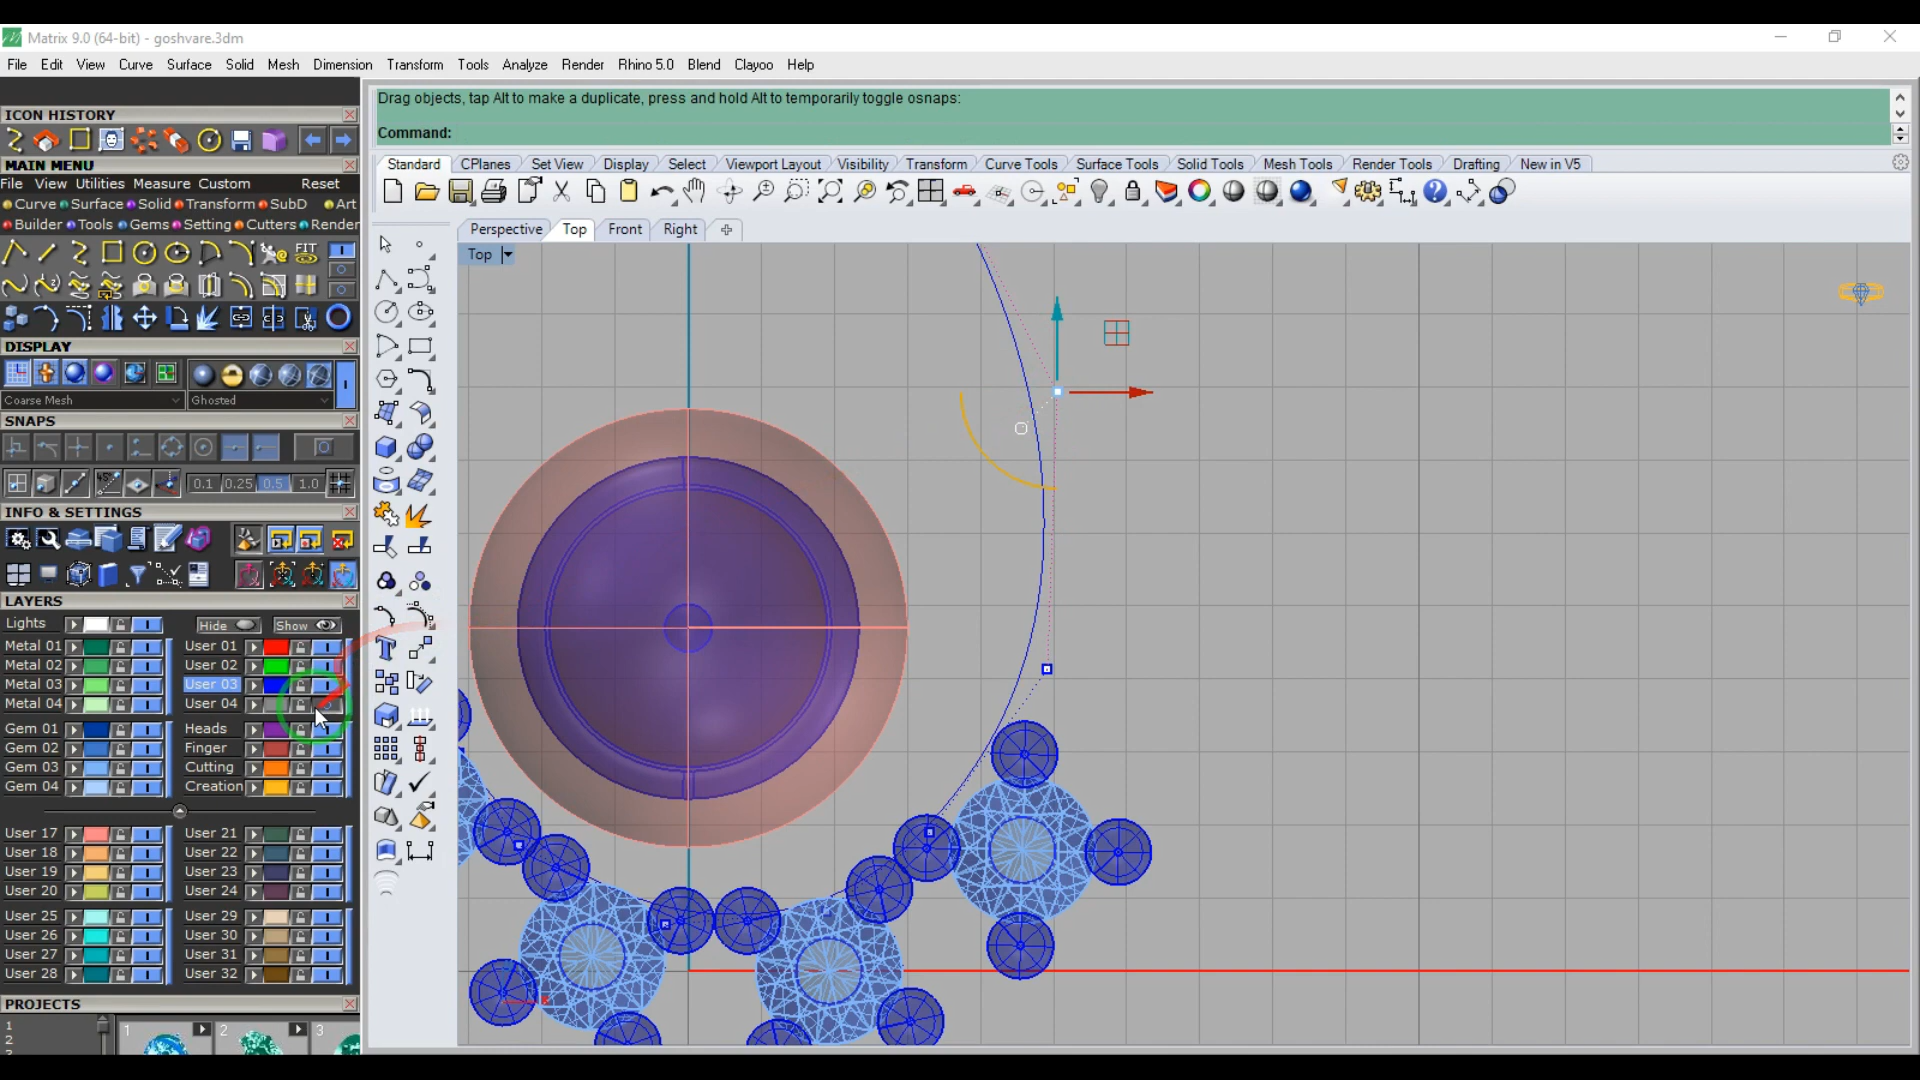 Matrix 9.0 (64-bit) - goshvare.3dm
File Edit View Curve Surface Solid Mesh Dimension Transform Tools Analyze Render Rhino 5.0 Blend Clayoo Help
ICON HISTORY
Drag objects, tap Alt to make a duplicate, press and hold Alt to temporarily toggle osnaps:
Command:
MAIN MENU
File View Utilities Measure Custom Reset
Curve Surface Solid Transform SubD Art
Builder Tools Gems Setting Cutters Render
Standard CPlanes Set View Display Select Viewport Layout Visibility Transform Curve Tools Surface Tools Solid Tools Mesh Tools Render Tools Drafting New in V5
Perspective Top Front Right
Top
FIT
DISPLAY
Coarse Mesh Ghosted
SNAPS
0.1 0.25 0.5 1.0
INFO & SETTINGS
LAYERS
Lights Hide Show
Metal 01 User 01
Metal 02 User 02
Metal 03 User 03
Metal 04 User 04
Gem 01 Heads
Gem 02 Finger
Gem 03 Cutting
Gem 04 Creation
User 17 User 21
User 18 User 22
User 19 User 23
User 20 User 24
User 25 User 29
User 26 User 30
User 27 User 31
User 28 User 32
PROJECTS
1 1 2 3
2